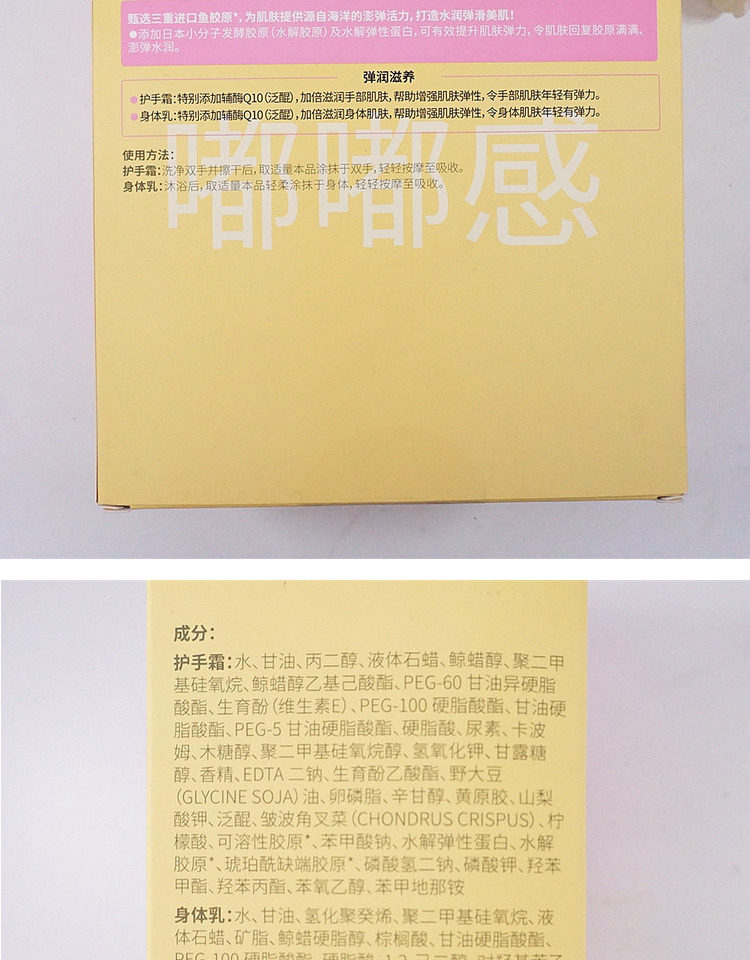 甄选三重进口鱼胶原*，为肌肤提供源自海洋的澎弹活力，打造水润弹滑美肌！
●添加日本小分子发酵胶原（水解胶原）及水解弹性蛋白，可有效提升肌肤弹力，令肌肤回复胶原满满、
澎弹水润。
弹润滋养
●护手霜：特别添加辅酶Q10（泛醌），加倍滋润手部肌肤，帮助增强肌肤弹性，令手部肌肤年轻有弹力。
●身体乳：特别添加辅酶Q10（泛醌），加倍滋润身体肌肤，帮助增强肌肤弹性，令身体肌肤年轻有弹力。
嘟嘟感
使用方法：
护手霜：洗净双手并擦干后，取适量本品涂抹于双手，轻轻按摩至吸收。
身体乳：沐浴后，取适量本品轻柔涂抹于身体，轻轻按摩至吸收。
成分：
护手霜：水、甘油、丙二醇、液体石蜡、鲸蜡醇、聚二甲
基硅氧烷、鲸蜡醇乙基己酸酯、PEG-60 甘油异硬脂
酸酯、生育酚（维生素E）、PEG-100 硬脂酸酯、甘油硬
脂酸酯、PEG-5 甘油硬脂酸酯、硬脂酸、尿素、卡波
姆、木糖醇、聚二甲基硅氧烷醇、氢氧化钾、甘露糖
醇、香精、EDTA 二钠、生育酚乙酸酯、野大豆
（GLYCINE SOJA）油、卵磷脂、辛甘醇、黄原胶、山梨
酸钾、泛醌、皱波角叉菜（CHONDRUS CRISPUS）、柠
檬酸、可溶性胶原*、苯甲酸钠、水解弹性蛋白、水解
胶原*、琥珀酰缺端胶原*、磷酸氢二钠、磷酸钾、羟苯
甲酯、羟苯丙酯、苯氧乙醇、苯甲地那铵
身体乳：水、甘油、氢化聚癸烯、聚二甲基硅氧烷、液
体石蜡、矿脂、鲸蜡硬脂醇、棕榈酸、甘油硬脂酸酯、
PEG-100 硬脂酸酯、硬脂酸、1,2-己二醇、对羟基苯乙